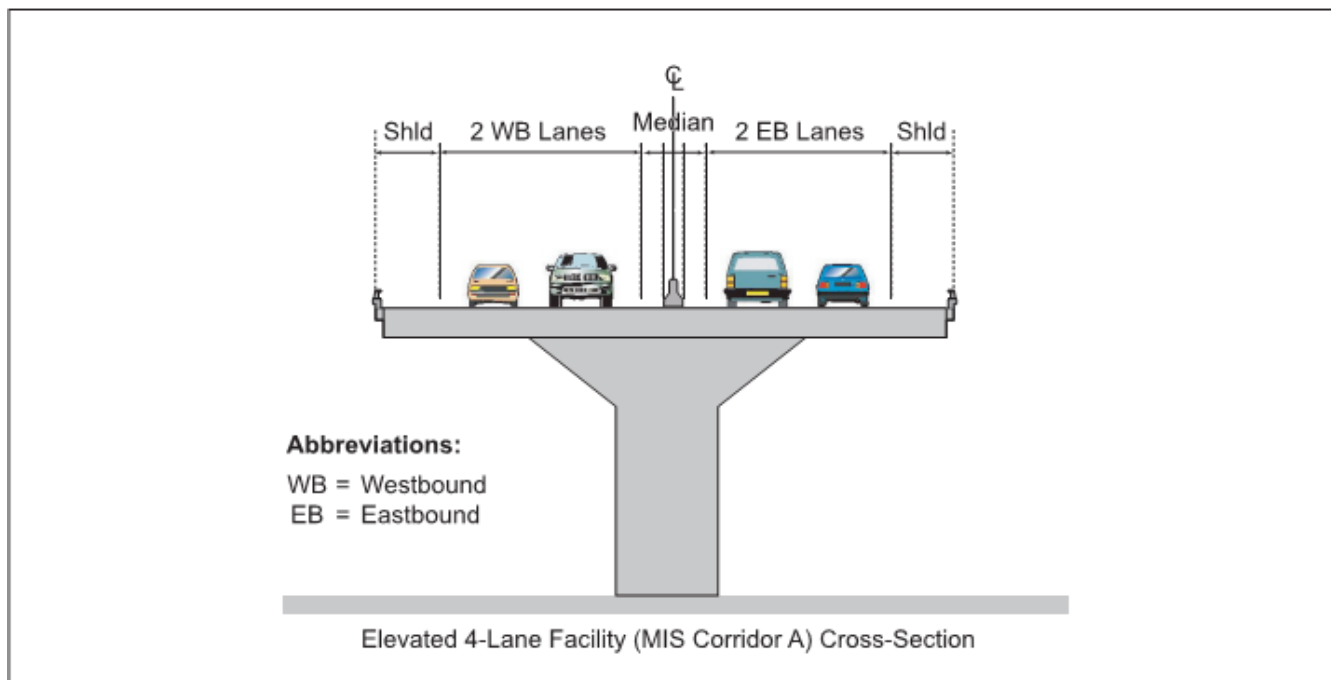 ℄
Shld 2 WB Lanes Median 2 EB Lanes Shld
Abbreviations:
WB = Westbound
EB = Eastbound
Elevated 4-Lane Facility (MIS Corridor A) Cross-Section